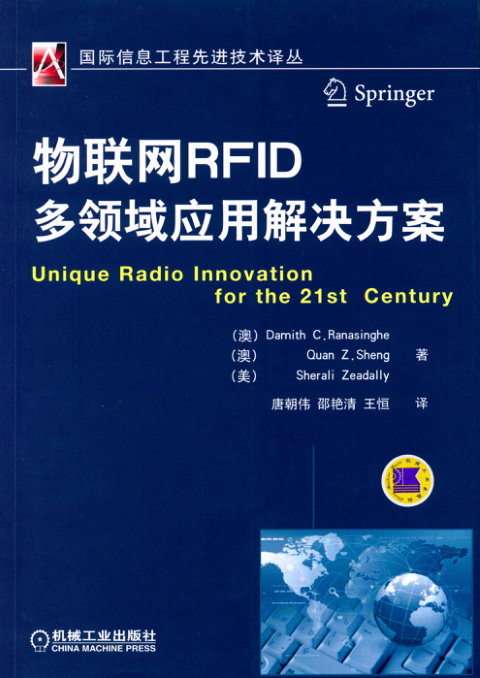 国际信息工程先进技术译丛
Springer
物联网RFID
多领域应用解决方案
Unique Radio Innovation
for the 21st Century
(澳) Damith C. Ranasinghe
(澳) Quan Z. Sheng 著
(美) Sherali Zeadally
唐朝伟 邵艳清 王恒 译
机械工业出版社
CHINA MACHINE PRESS